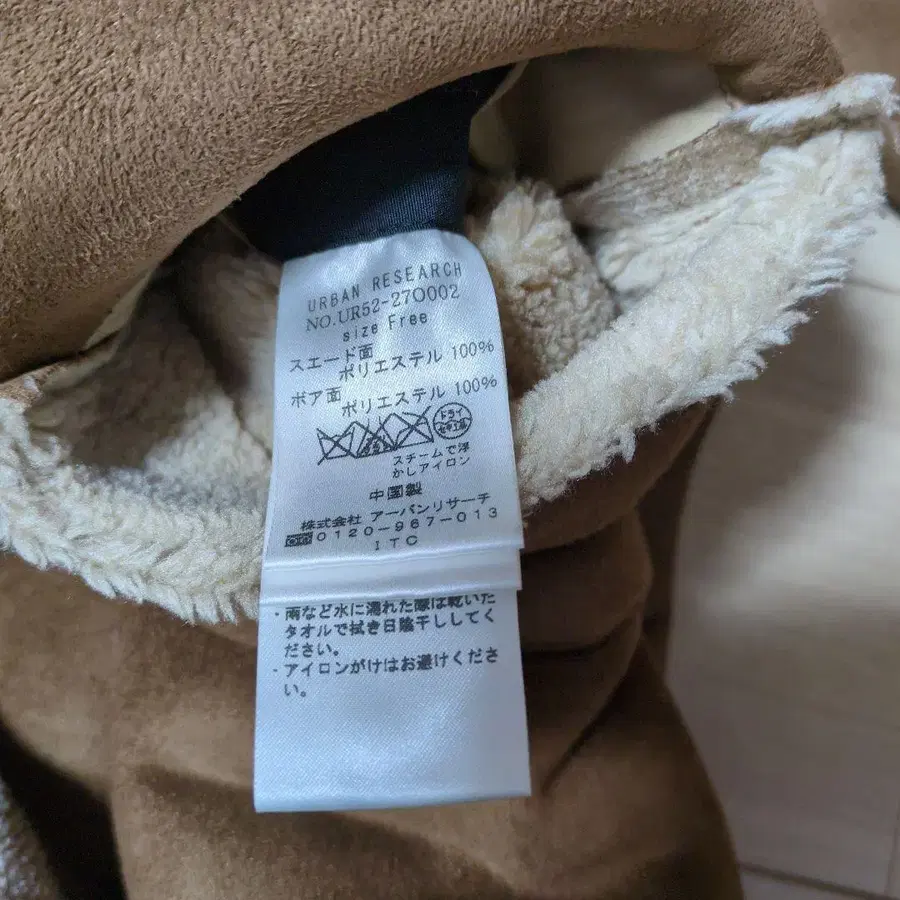 URBAN RESEARCH
NO.UR52-27O002
size Free
スエード面
ポリエステル 100%
ボア面
ポリエステル 100%
ドライ
セキユ系
スチームで浮
かしアイロン
中国製
株式会社 アーバンリサーチ
0120-967-013
ITC
・雨など水に濡れた際は乾いた
タオルで拭き日陰干ししてく
ださい。
・アイロンがけはお避けくださ
い。